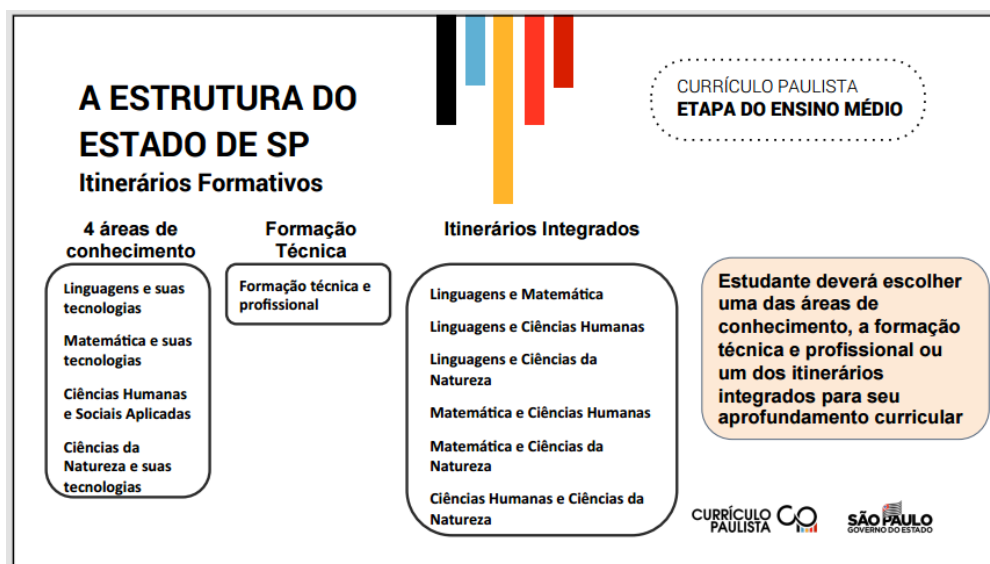 A ESTRUTURA DO
ESTADO DE SP
Itinerários Formativos
CURRÍCULO PAULISTA
ETAPA DO ENSINO MÉDIO
4 áreas de
conhecimento
Linguagens e suas
tecnologias
Matemática e suas
tecnologias
Ciências Humanas
e Sociais Aplicadas
Ciências da
Natureza e suas
tecnologias
Formação
Técnica
Formação técnica e
profissional
Itinerários Integrados
Linguagens e Matemática
Linguagens e Ciências Humanas
Linguagens e Ciências da
Natureza
Matemática e Ciências Humanas
Matemática e Ciências da
Natureza
Ciências Humanas e Ciências da
Natureza
Estudante deverá escolher
uma das áreas de
conhecimento, a formação
técnica e profissional ou
um dos itinerários
integrados para seu
aprofundamento curricular
CURRÍCULO
PAULISTA
SÃO PAULO
GOVERNO DO ESTADO